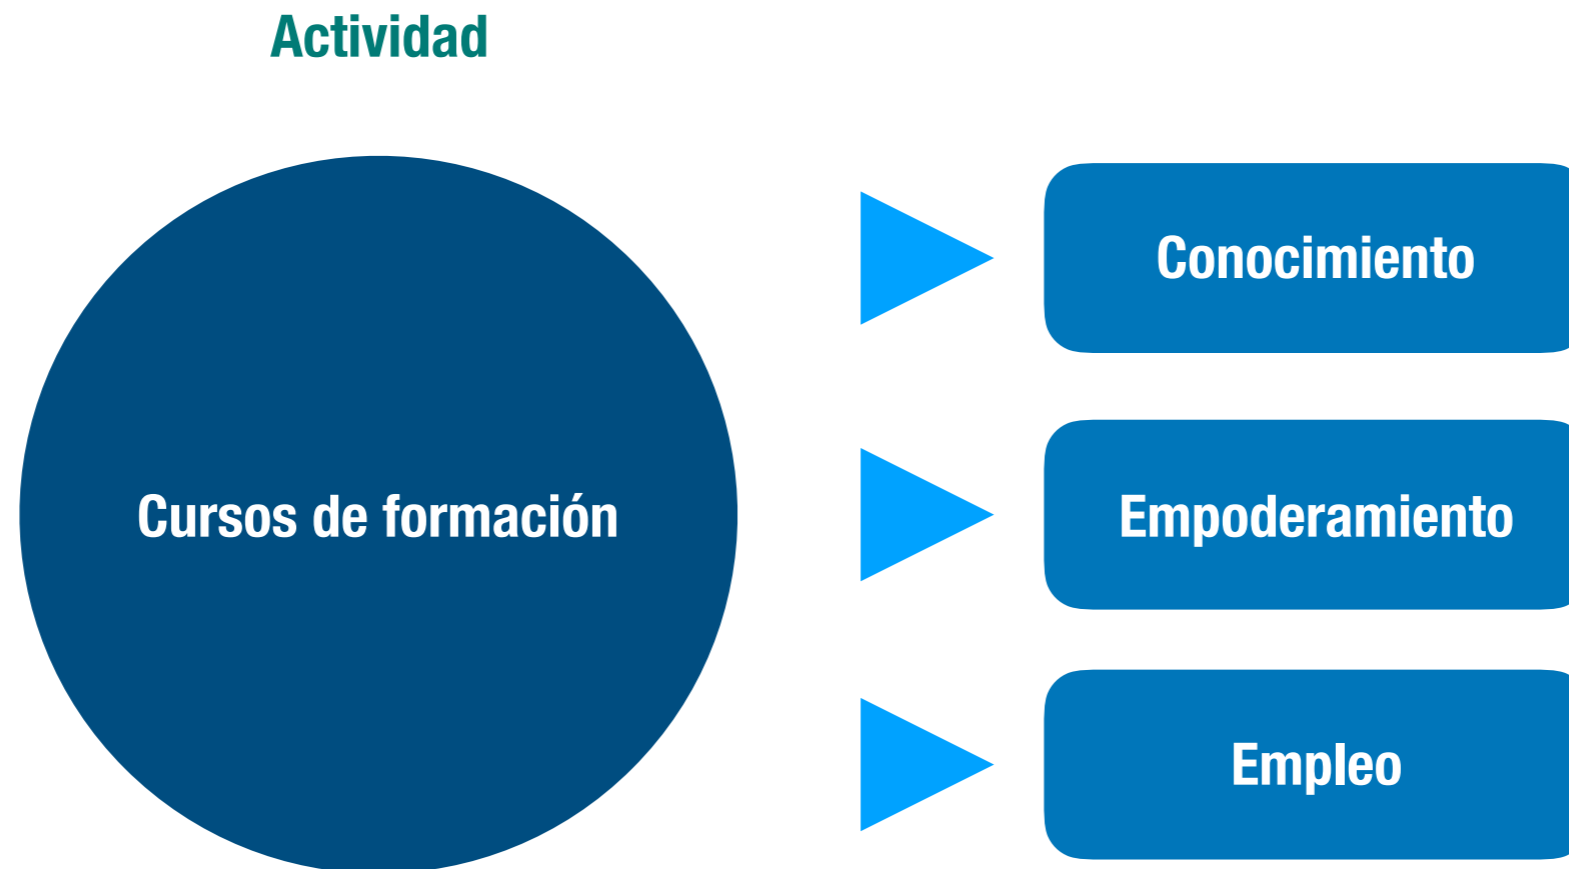 Actividad
Cursos de formación
Conocimiento
Empoderamiento
Empleo